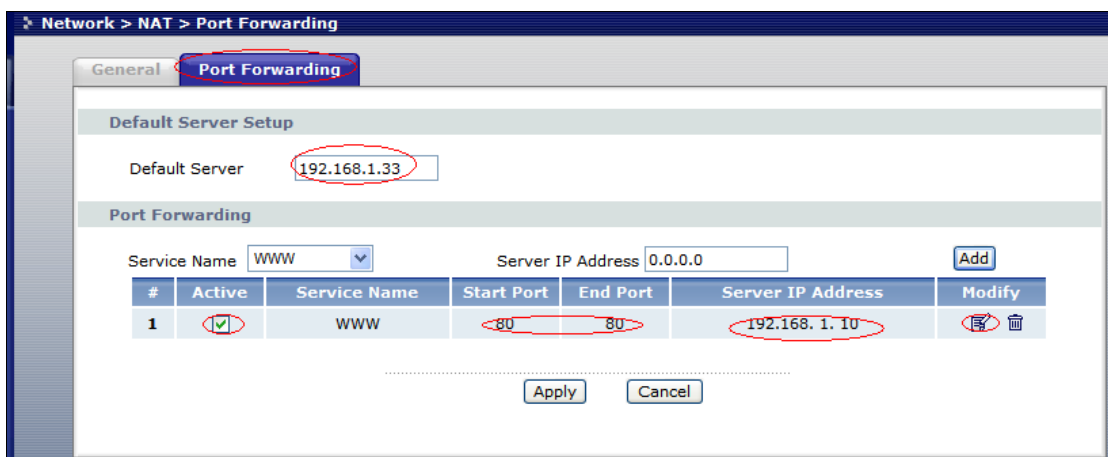 Network > NAT > Port Forwarding
General Port Forwarding
Default Server Setup
Default Server 192.168.1.33
Port Forwarding
Service Name WWW Server IP Address 0.0.0.0 Add
# Active Service Name Start Port End Port Server IP Address Modify
1 WWW 80 80 192.168. 1. 10
Apply Cancel